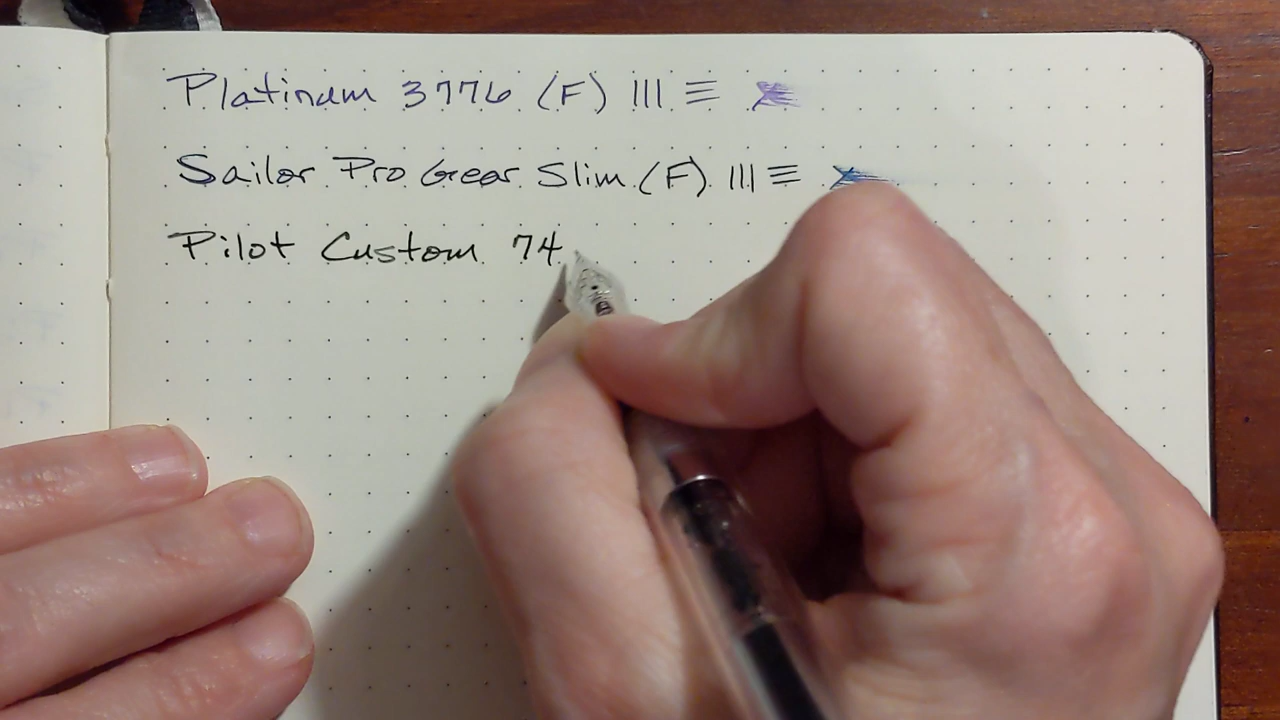 Platinum 3776 (F) ||| ≡
Sailor Pro Gear Slim (F) ||| ≡
Pilot Custom 74